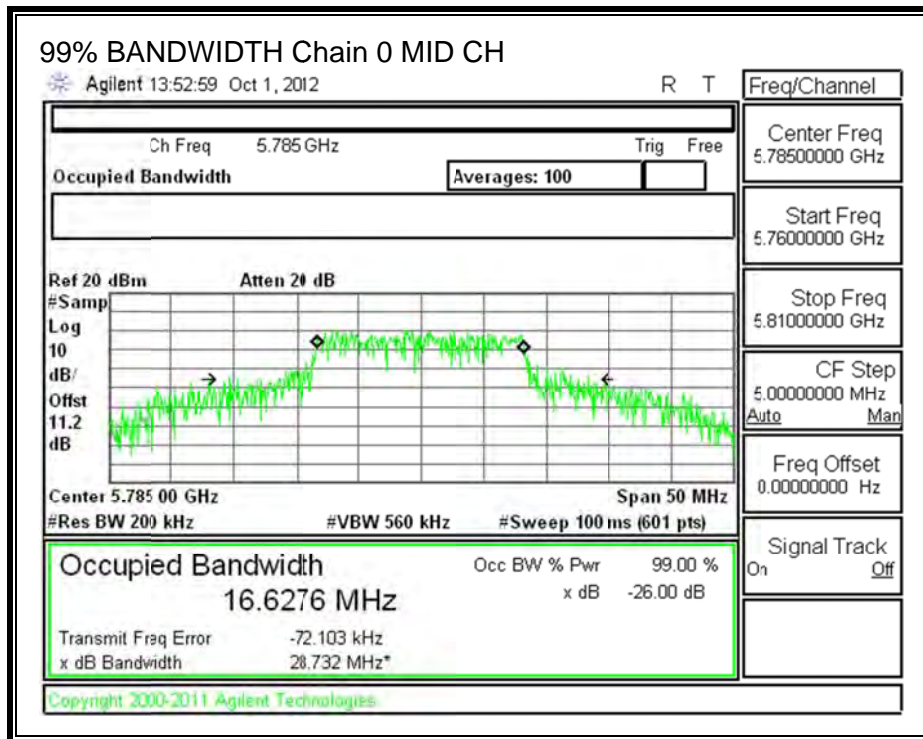 99% BANDWIDTH Chain 0 MID CH
Agilent 13:52:59 Oct 1, 2012 R T
Ch Freq 5.785 GHz Trig Free
Occupied Bandwidth Averages: 100
Ref 20 dBm Atten 20 dB
#Samp
Log
10
dB/
Offst
11.2
dB
Center 5.785 00 GHz Span 50 MHz
#Res BW 200 kHz #VBW 560 kHz #Sweep 100 ms (601 pts)
Occupied Bandwidth Occ BW % Pwr 99.00 %
16.6276 MHz x dB -26.00 dB
Transmit Freq Error -72.103 kHz
x dB Bandwidth 28.732 MHz*
Copyright 2000-2011 Agilent Technologies
Freq/Channel
Center Freq
5.78500000 GHz
Start Freq
5.76000000 GHz
Stop Freq
5.81000000 GHz
CF Step
5.00000000 MHz
Auto Man
Freq Offset
0.00000000 Hz
Signal Track
On Off